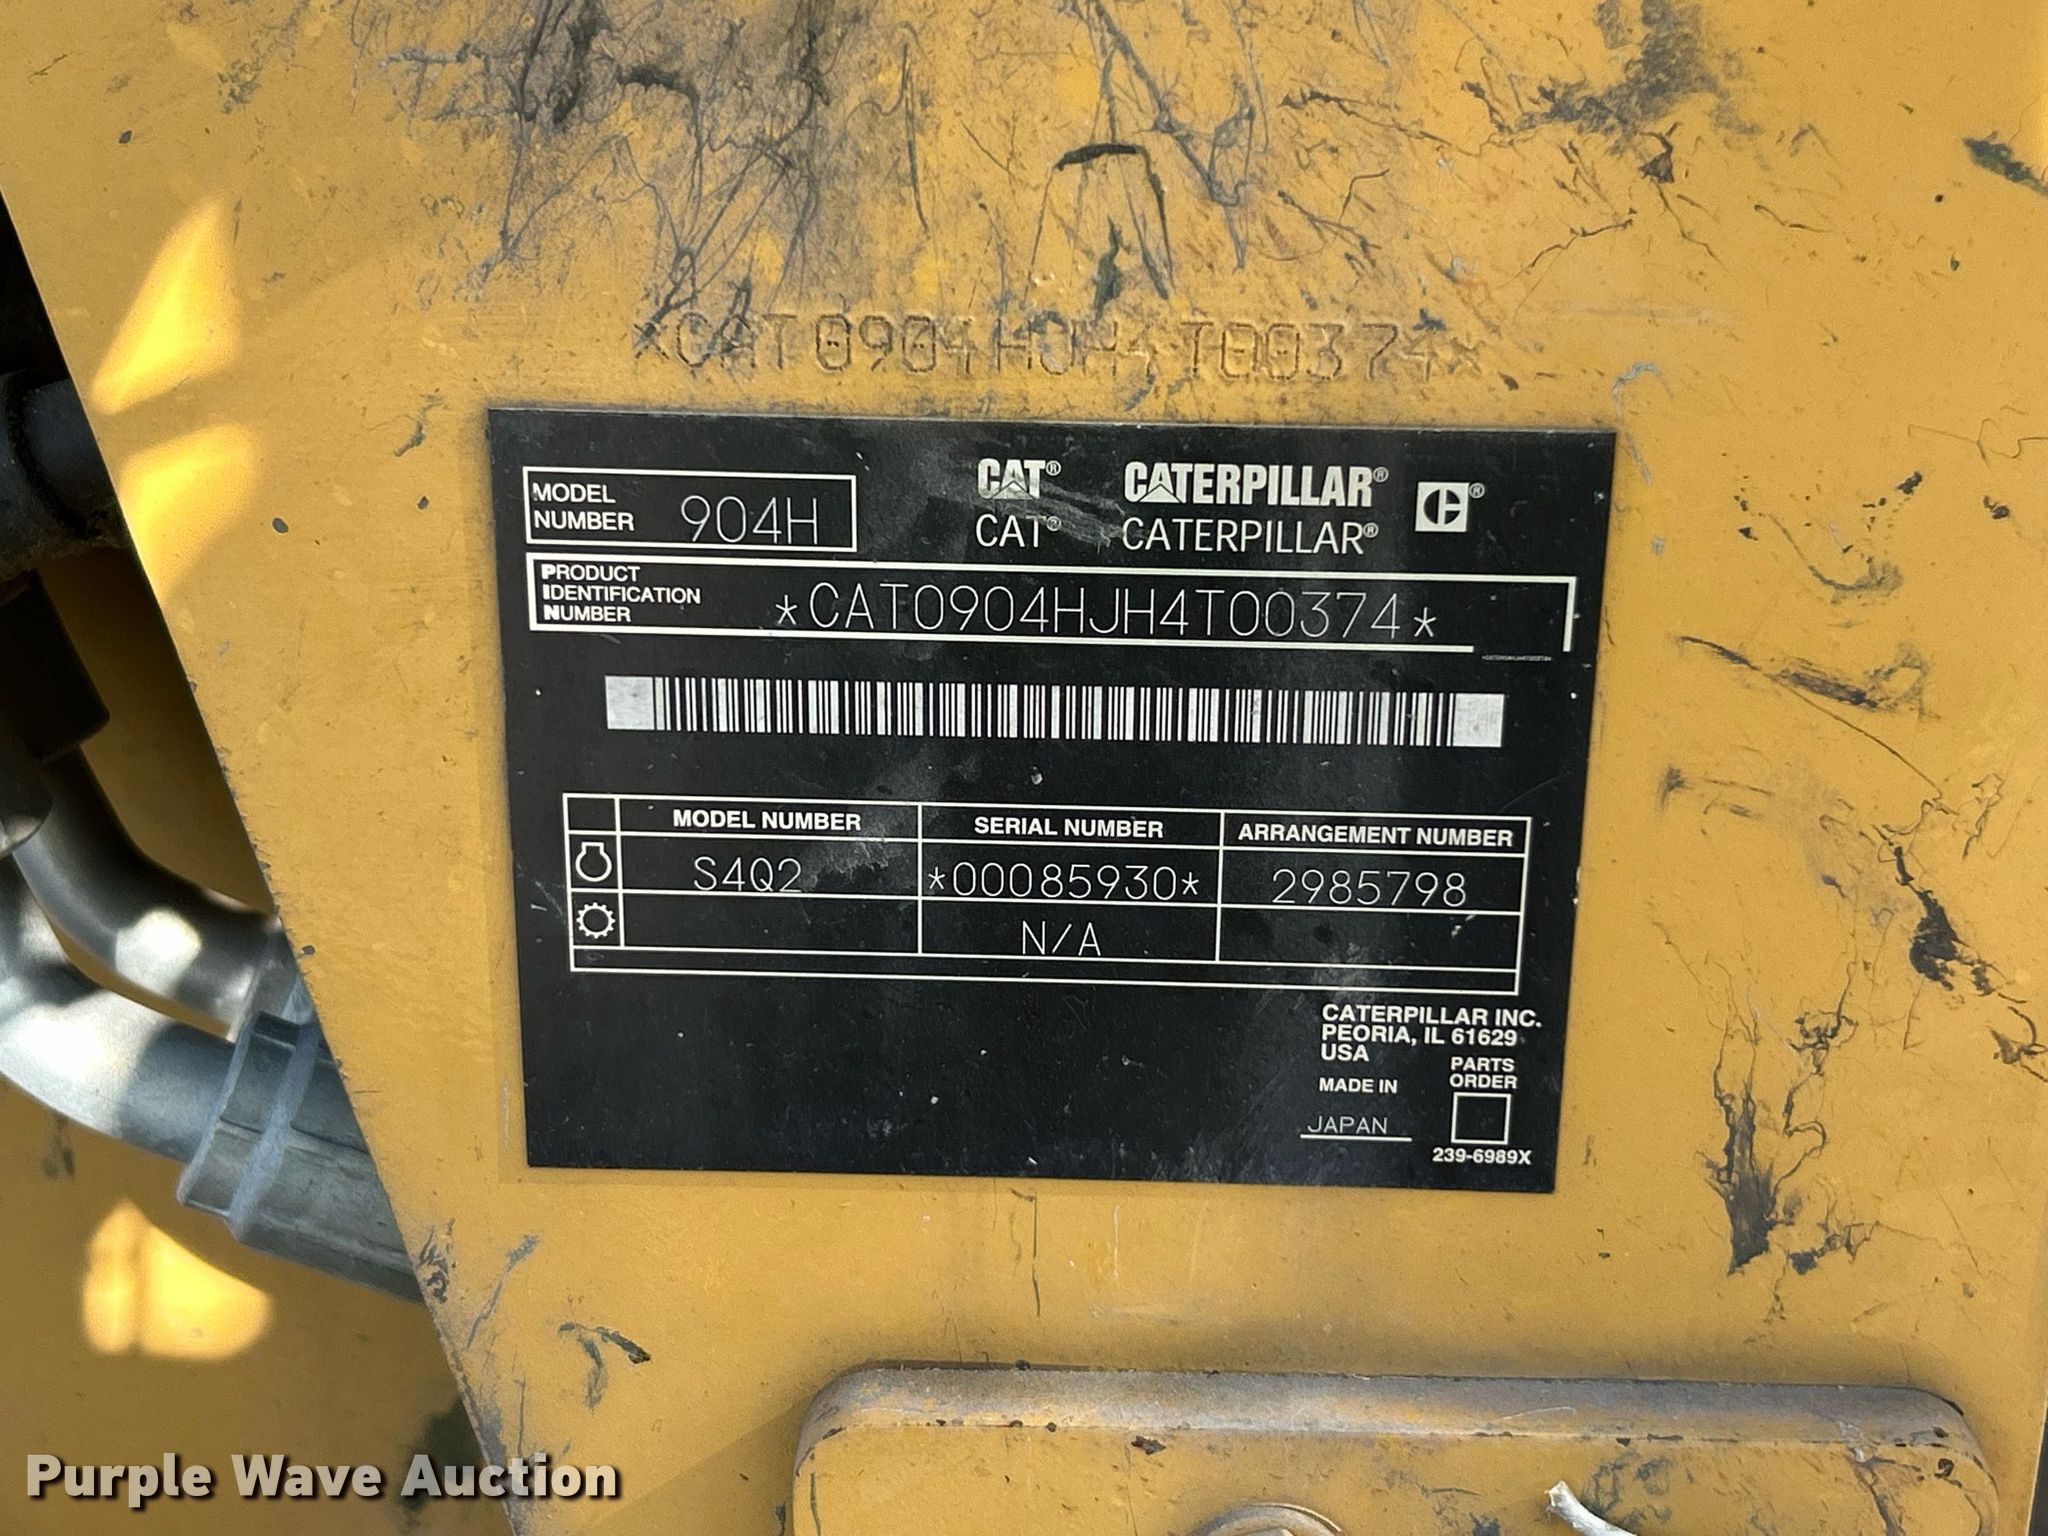 *CAT0904HJH4T00374*
MODEL NUMBER 904H
CAT® CATERPILLAR® ®
CAT® CATERPILLAR®
PRODUCT IDENTIFICATION NUMBER *CAT0904HJH4T00374*
MODEL NUMBER SERIAL NUMBER ARRANGEMENT NUMBER
S4Q2 *00085930* 2985798
N/A
CATERPILLAR INC.
PEORIA, IL 61629
USA
MADE IN
JAPAN
PARTS
ORDER
239-6989X
Purple Wave Auction